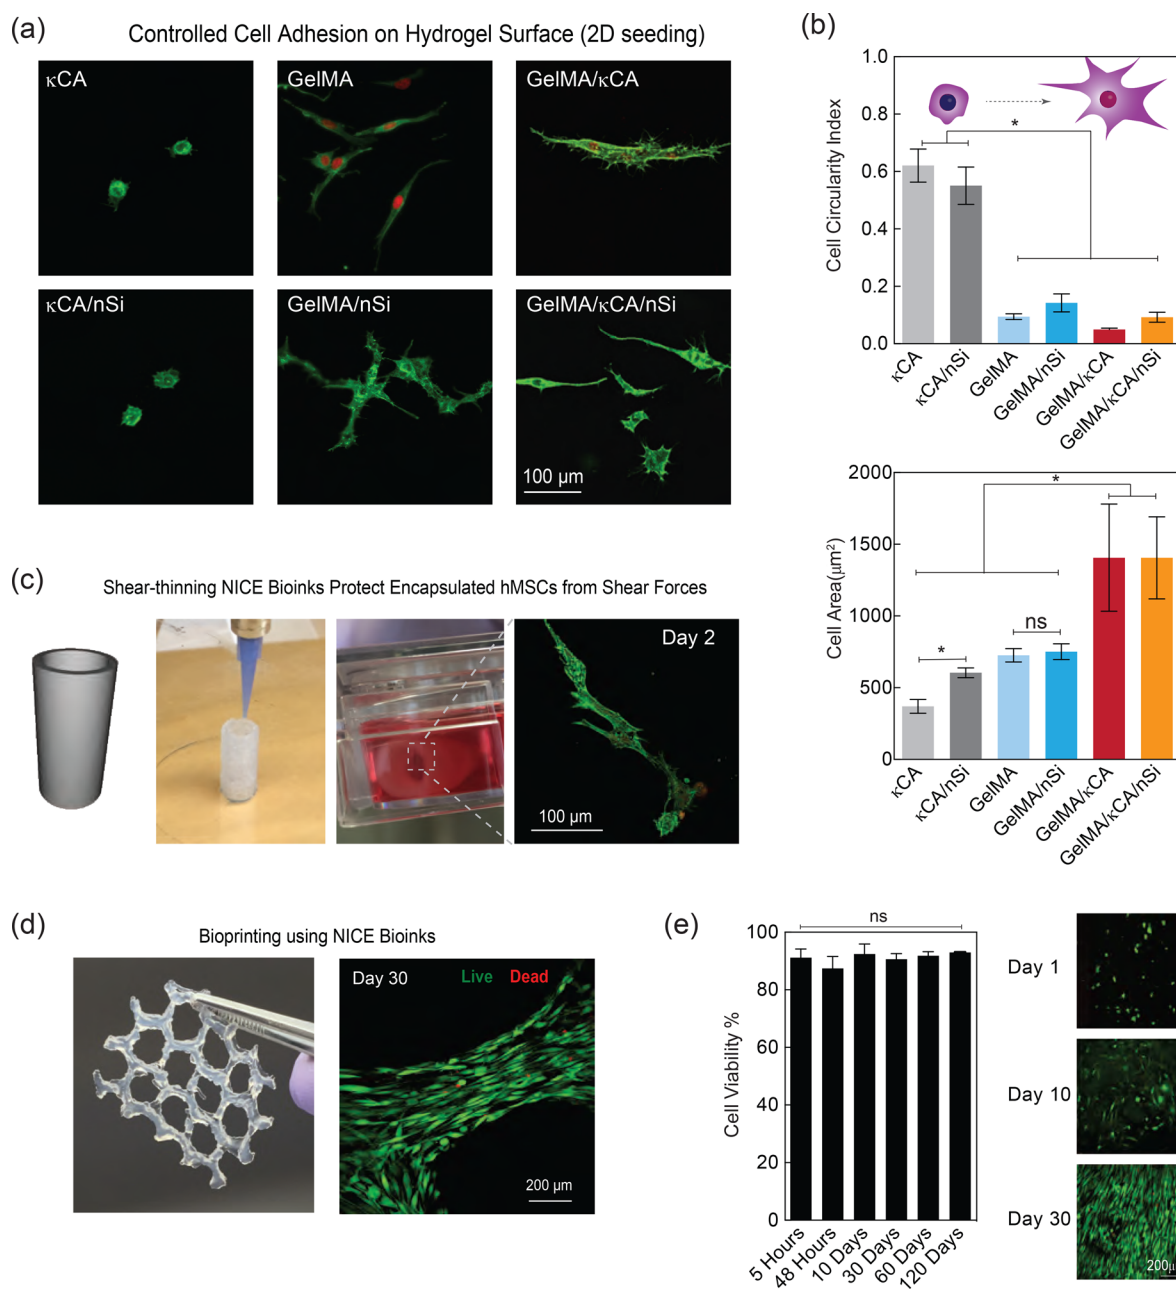 (a)
Controlled Cell Adhesion on Hydrogel Surface (2D seeding)
κCA
GelMA
GelMA/κCA
κCA/nSi
GelMA/nSi
GelMA/κCA/nSi
100 µm
(b)
Cell Circularity Index
1.0
0.8
0.6
0.4
0.2
0.0
*
κCA
κCA/nSi
GelMA
GelMA/nSi
GelMA/κCA
GelMA/κCA/nSi
Cell Area(µm²)
2000
1500
1000
500
0
*
*
ns
κCA
κCA/nSi
GelMA
GelMA/nSi
GelMA/κCA
GelMA/κCA/nSi
(c)
Shear-thinning NICE Bioinks Protect Encapsulated hMSCs from Shear Forces
Day 2
100 µm
(d)
Bioprinting using NICE Bioinks
Day 30
Live
Dead
200 µm
(e)
Cell Viability %
100
80
60
40
20
0
ns
5 Hours
48 Hours
10 Days
30 Days
60 Days
120 Days
Day 1
Day 10
Day 30
200µ